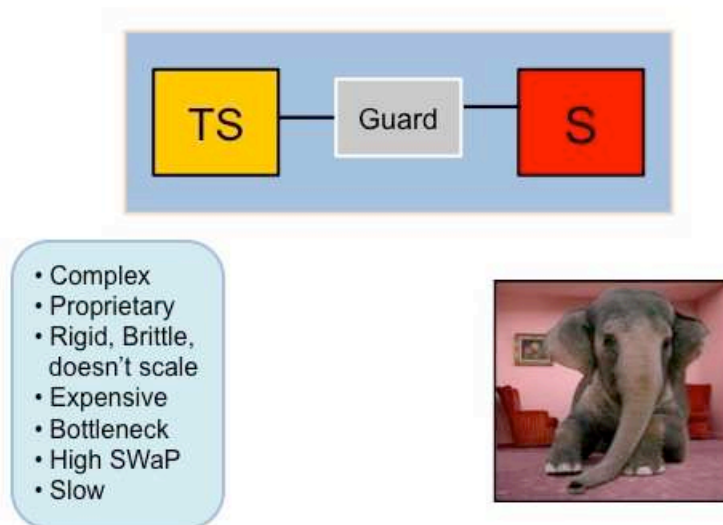 TS
Guard
S
• Complex
• Proprietary
• Rigid, Brittle,
doesn't scale
• Expensive
• Bottleneck
• High SWaP
• Slow